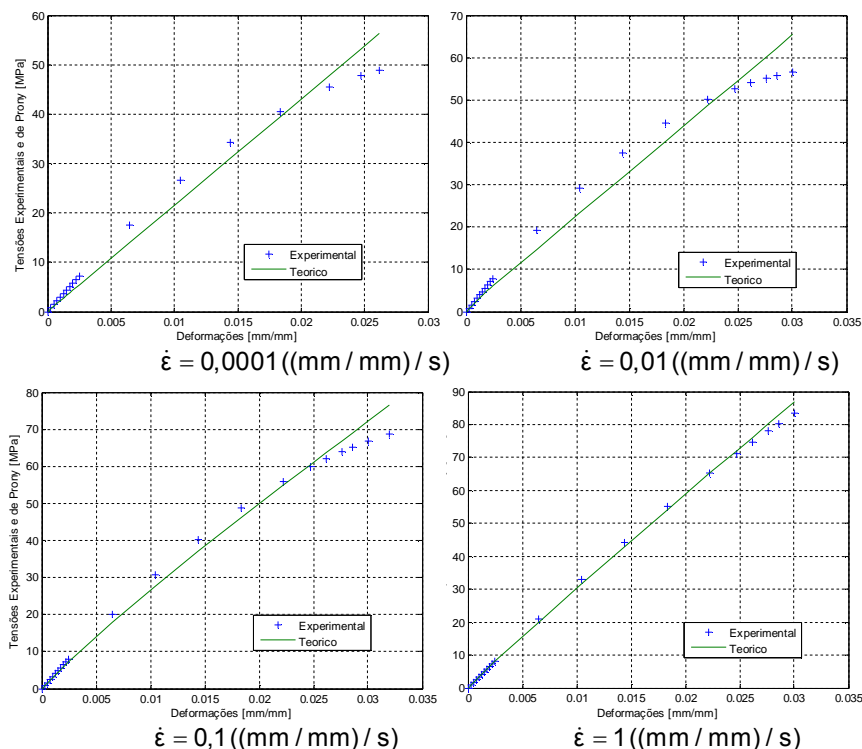 Tensões Experimentais e de Prony [MPa]
60
50
40
30
20
10
0
Experimental
Teorico
0 0.005 0.01 0.015 0.02 0.025 0.03
Deformações [mm/mm]
ε̇ = 0,0001 ((mm / mm) / s)
70
60
50
40
30
20
10
0
Experimental
Teorico
0 0.005 0.01 0.015 0.02 0.025 0.03 0.035
Deformações [mm/mm]
ε̇ = 0,01 ((mm / mm) / s)
Tensões Experimentais e de Prony [MPa]
80
70
60
50
40
30
20
10
0
Experimental
Teorico
0 0.005 0.01 0.015 0.02 0.025 0.03 0.035
Deformações [mm/mm]
ε̇ = 0,1 ((mm / mm) / s)
90
80
70
60
50
40
30
20
10
0
Experimental
Teorico
0 0.005 0.01 0.015 0.02 0.025 0.03 0.035
Deformações [mm/mm]
ε̇ = 1 ((mm / mm) / s)